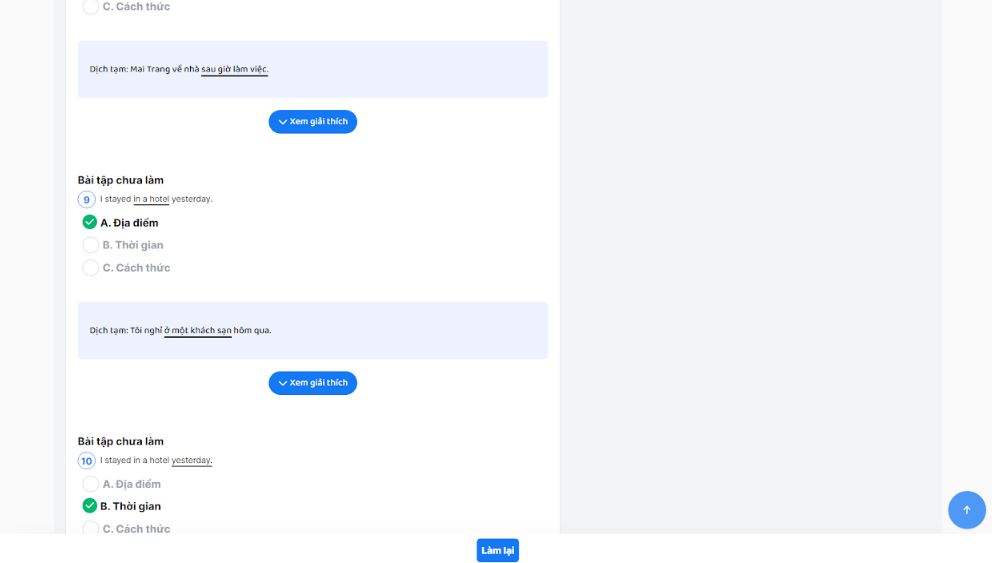 C. Cách thức
Dịch tạm: Mai Trang về nhà sau giờ làm việc.
Xem giải thích
Bài tập chưa làm
9 I stayed in a hotel yesterday.
A. Địa điểm
B. Thời gian
C. Cách thức
Dịch tạm: Tôi nghỉ ở một khách sạn hôm qua.
Xem giải thích
Bài tập chưa làm
10 I stayed in a hotel yesterday.
A. Địa điểm
B. Thời gian
C. Cách thức
Làm lại